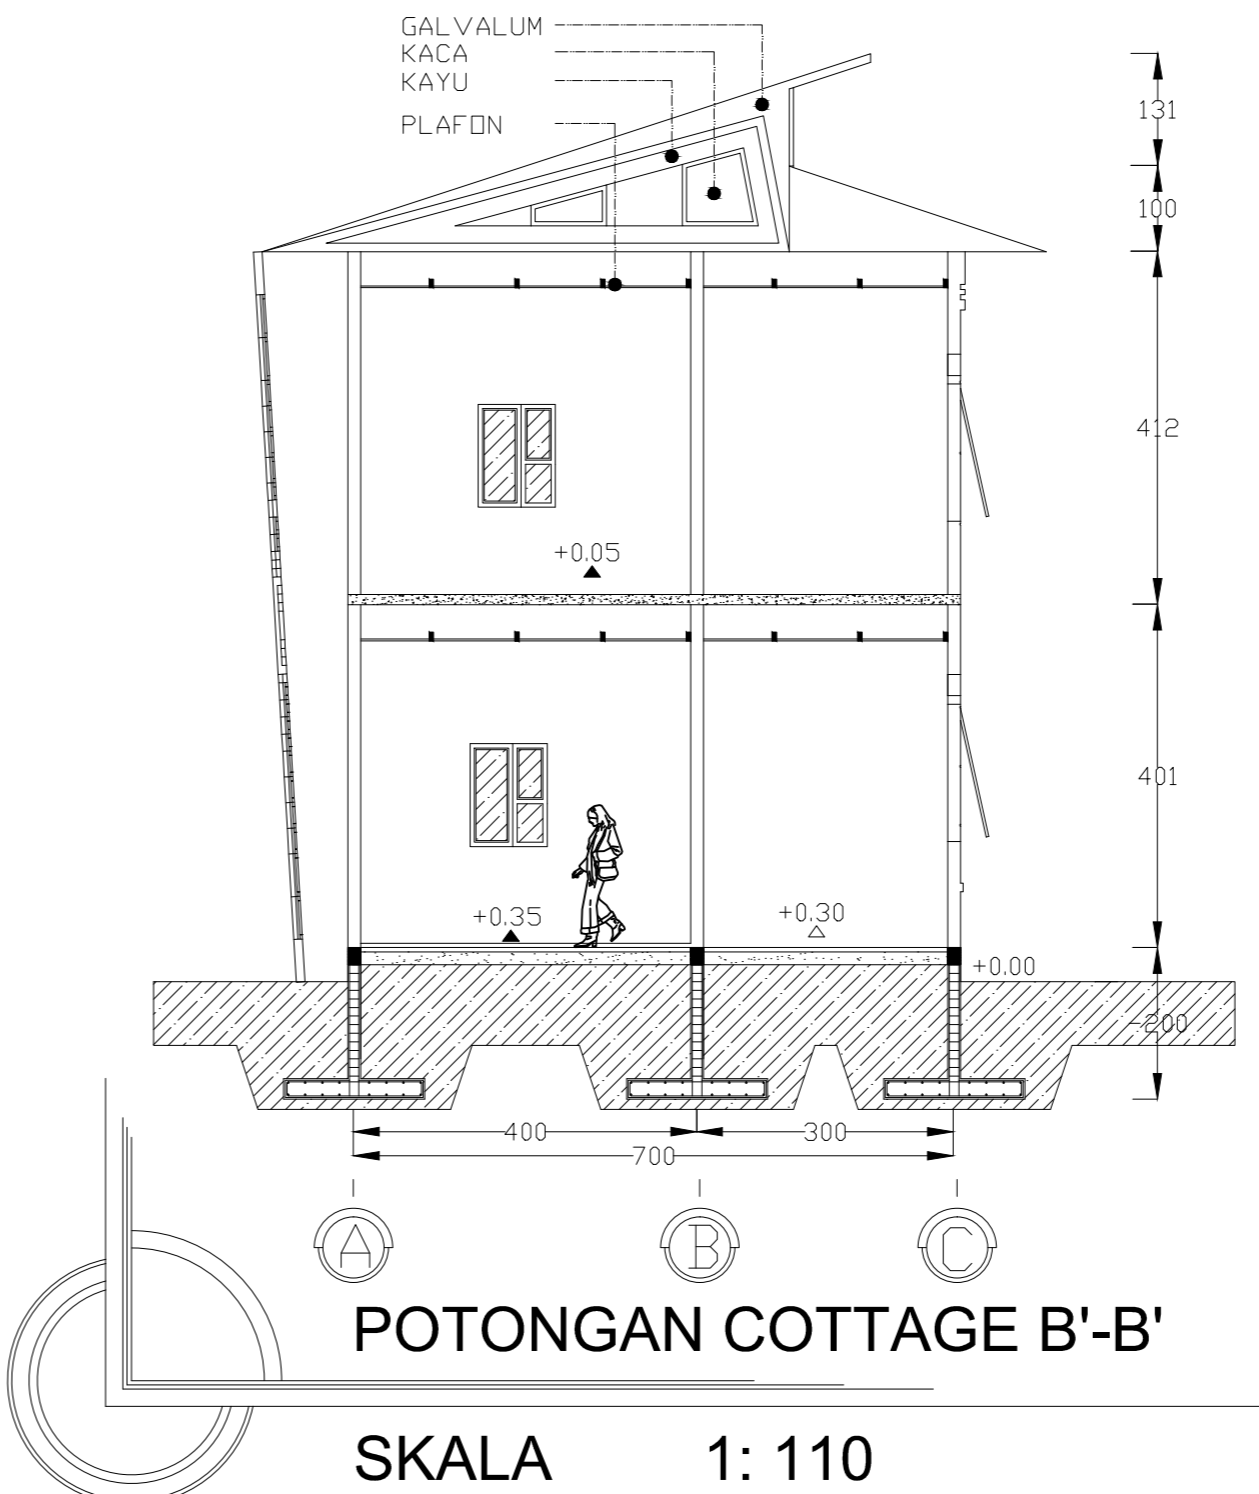 GALVALUM
KACA
KAYU
PLAFON
131
100
412
+0.05
401
+0.35
+0.30
+0.00
-200
400
300
700
A
B
C
POTONGAN COTTAGE B'-B'
SKALA 1: 110